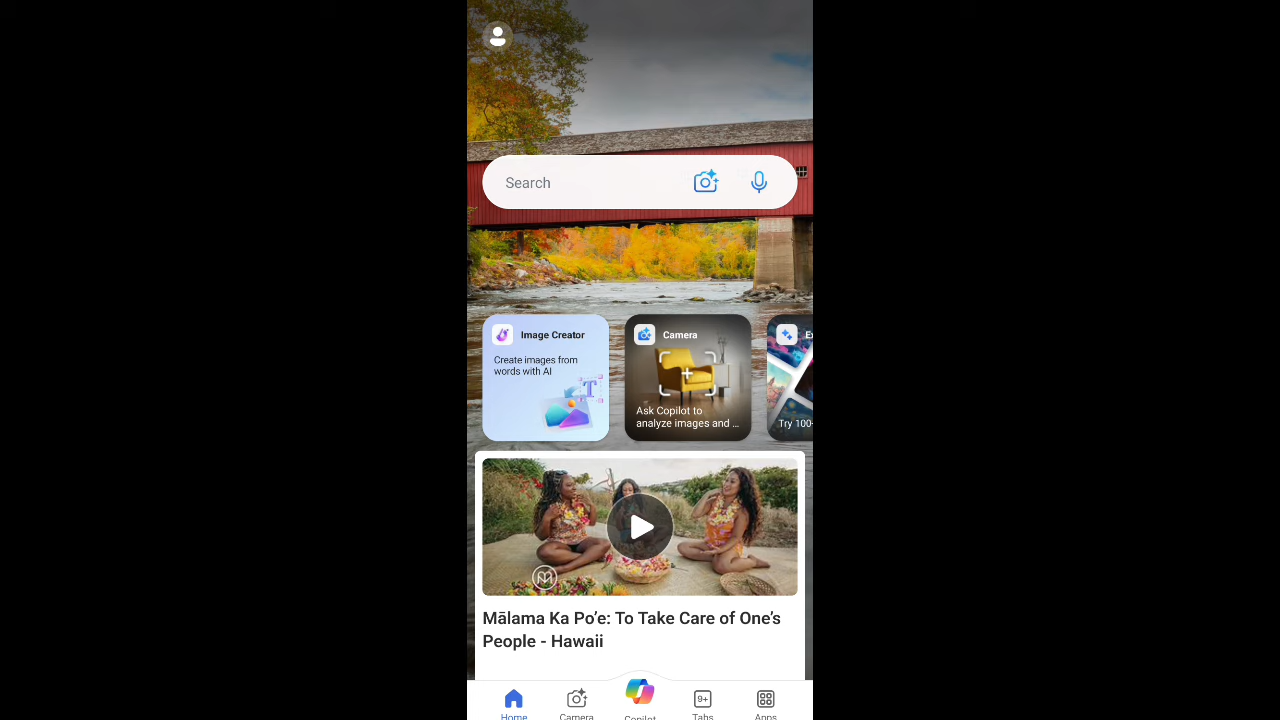 Search
Image Creator
Create images from
words with AI
Camera
Ask Copilot to
analyze images and ...
Try 100
Mālama Ka Po’e: To Take Care of One’s
People - Hawaii
Home
Camera
Copilot
9+
Tabs
Apps